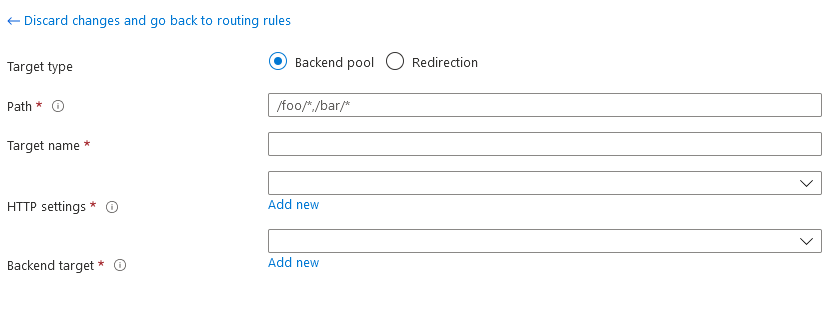 ← Discard changes and go back to routing rules
Target type Backend pool Redirection
Path * /foo/*,/bar/*
Target name *
HTTP settings *
Add new
Backend target *
Add new